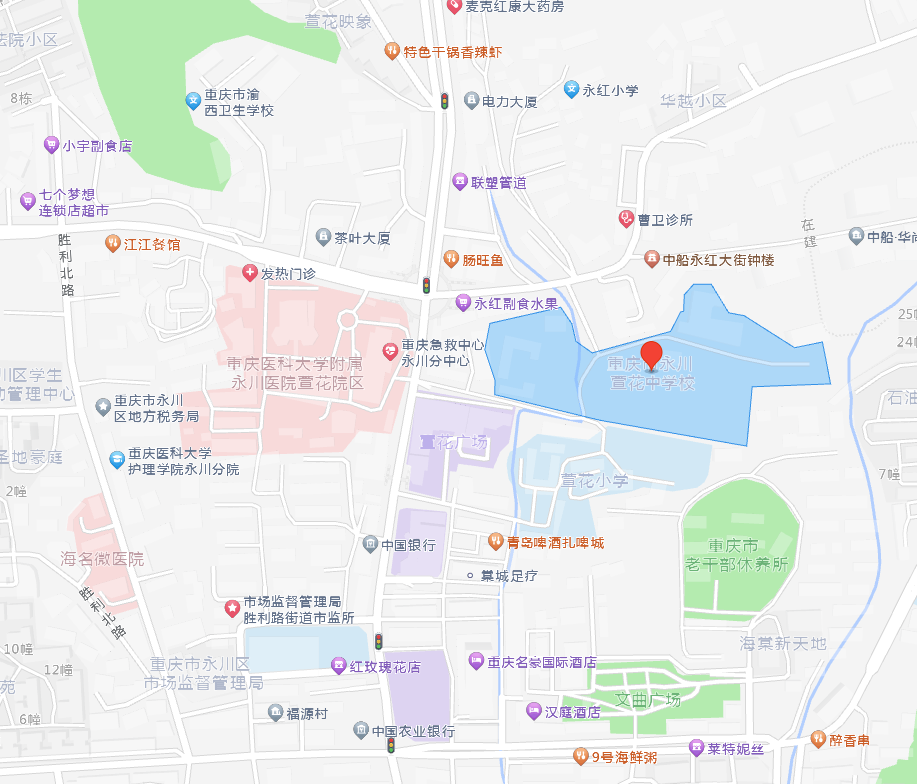 麦克红康大药房
萱花映象
法院小区
特色干锅香辣虾
8栋
重庆市渝
西卫生学校
电力大厦
永红小学
华越小区
小宇副食店
联塑管道
七个梦想
连锁店超市
曹卫诊所
胜利北路
江江餐馆
茶叶大厦
在建
中船·华尚
肠旺鱼
中船永红大街钟楼
发热门诊
永红副食水果
重庆急救中心
永川分中心
重庆医科大学附属
永川医院萱花院区
萱花中学校
川区学生
动管理中心
重庆市永川
区地方税务局
石油
萱花广场
重庆医科大学
护理学院永川分院
圣地豪庭
萱花小学
7幢
2幢
中国银行
青岛啤酒扎啤城
重庆市
老干部休养所
海名微医院
棠城足疗
胜利北路
市场监督管理局
胜利路街道市监所
海棠新天地
10幢
12幢
重庆市永川区
市场监督管理局
红玫瑰花店
重庆名豪国际酒店
苑
6幢
福源村
汉庭酒店
文曲广场
中国农业银行
9号海鲜粥
莱特妮丝
醉香串